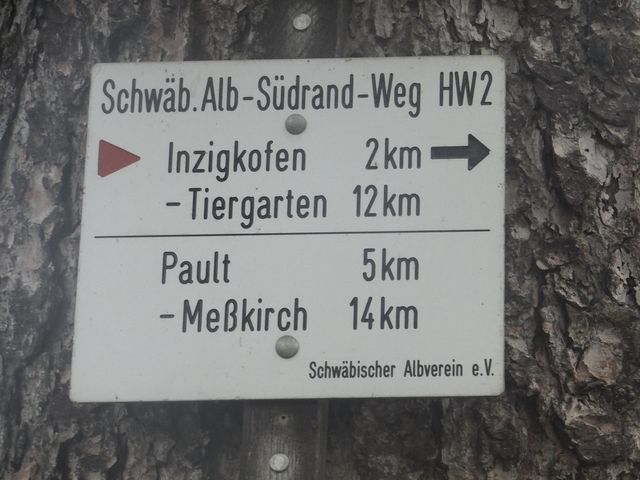 Schwäb. Alb-Südrand-Weg HW2
Inzigkofen 2km
-Tiergarten 12km
Pault 5km
-Meßkirch 14km
Schwäbischer Albverein e.V.